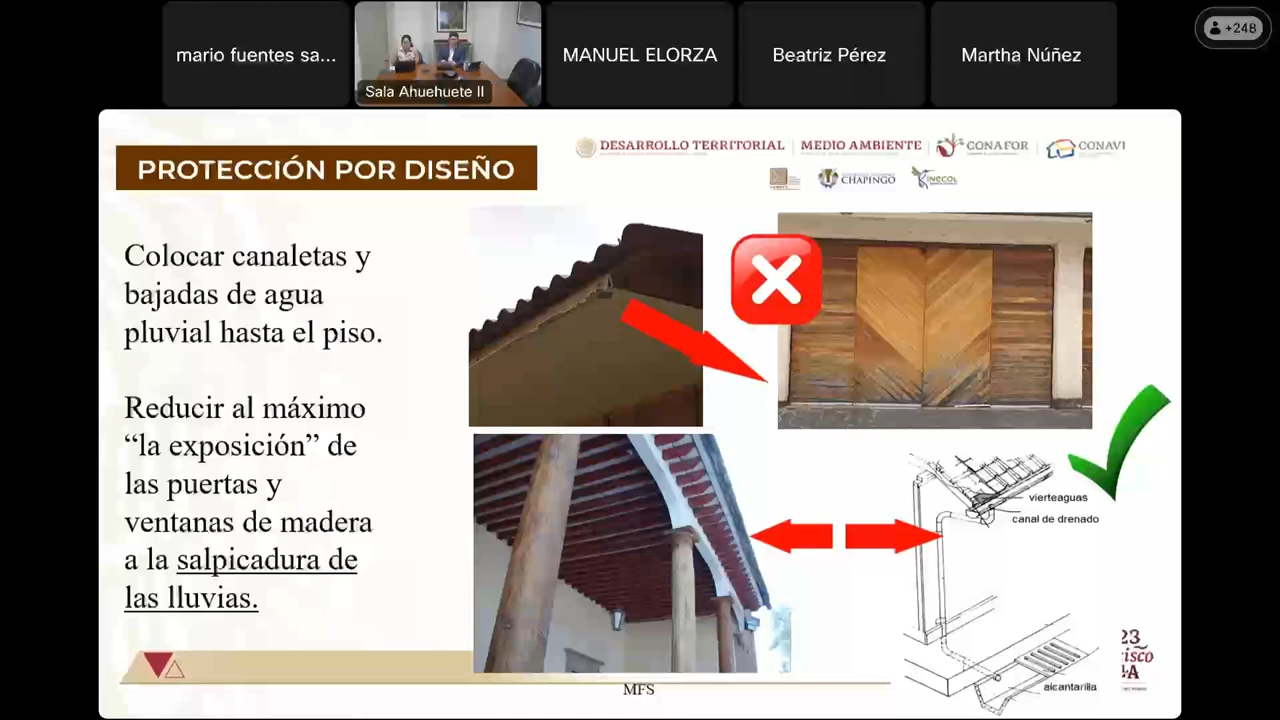 mario fuentes sa...
Sala Ahuehuete II
MANUEL ELORZA
Beatriz Pérez
Martha Núñez
+248
PROTECCIÓN POR DISEÑO
DESARROLLO TERRITORIAL
MEDIO AMBIENTE
CONAFOR
CONAVI
CHAPINGO
INECOL
Colocar canaletas y
bajadas de agua
pluvial hasta el piso.
Reducir al máximo
“la exposición” de
las puertas y
ventanas de madera
a la salpicadura de
las lluvias.
vierteaguas
canal de drenado
alcantarilla
MFS